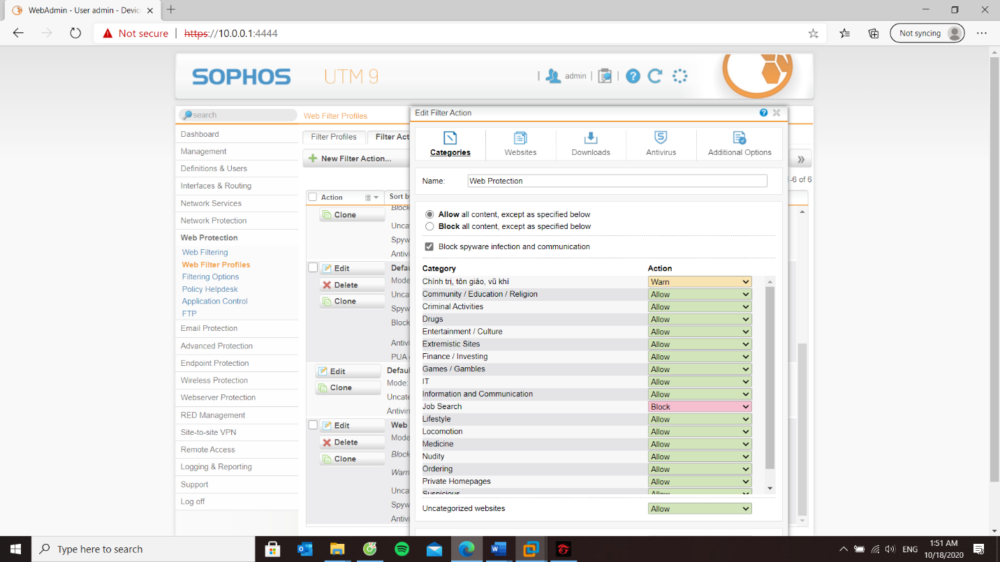 WebAdmin - User admin - Devic
Not secure
https://10.0.0.1:4444
Not syncing
SOPHOS UTM 9
admin
search
Dashboard
Management
Definitions & Users
Interfaces & Routing
Network Services
Network Protection
Web Protection
Web Filtering
Web Filter Profiles
Filtering Options
Policy Helpdesk
Application Control
FTP
Email Protection
Advanced Protection
Endpoint Protection
Wireless Protection
Webserver Protection
RED Management
Site-to-site VPN
Remote Access
Logging & Reporting
Support
Log off
Web Filter Profiles
Filter Profiles
Filter Act
New Filter Action...
-6 of 6
Action
Sort by
Block
Clone
Unca
Spyw
Antivi
Edit
Defau
Delete
Mode
Clone
Unca
Spyw
Block
Antivi
PUA
Edit
Defaul
Clone
Mode:
Uncate
Antivir
Edit
Web
Delete
Mode
Clone
Block
Warn
Unca
Spyw
Antivi
Edit Filter Action
Categories
Websites
Downloads
Antivirus
Additional Options
Name: Web Protection
Allow all content, except as specified below
Block all content, except as specified below
Block spyware infection and communication
Category Action
Chính trị, tôn giáo, vũ khí Warn
Community / Education / Religion Allow
Criminal Activities Allow
Drugs Allow
Entertainment / Culture Allow
Extremistic Sites Allow
Finance / Investing Allow
Games / Gambles Allow
IT Allow
Information and Communication Allow
Job Search Block
Lifestyle Allow
Locomotion Allow
Medicine Allow
Nudity Allow
Ordering Allow
Private Homepages Allow
Suspicious Allow
Uncategorized websites Allow
Type here to search
ENG
1:51 AM
10/18/2020